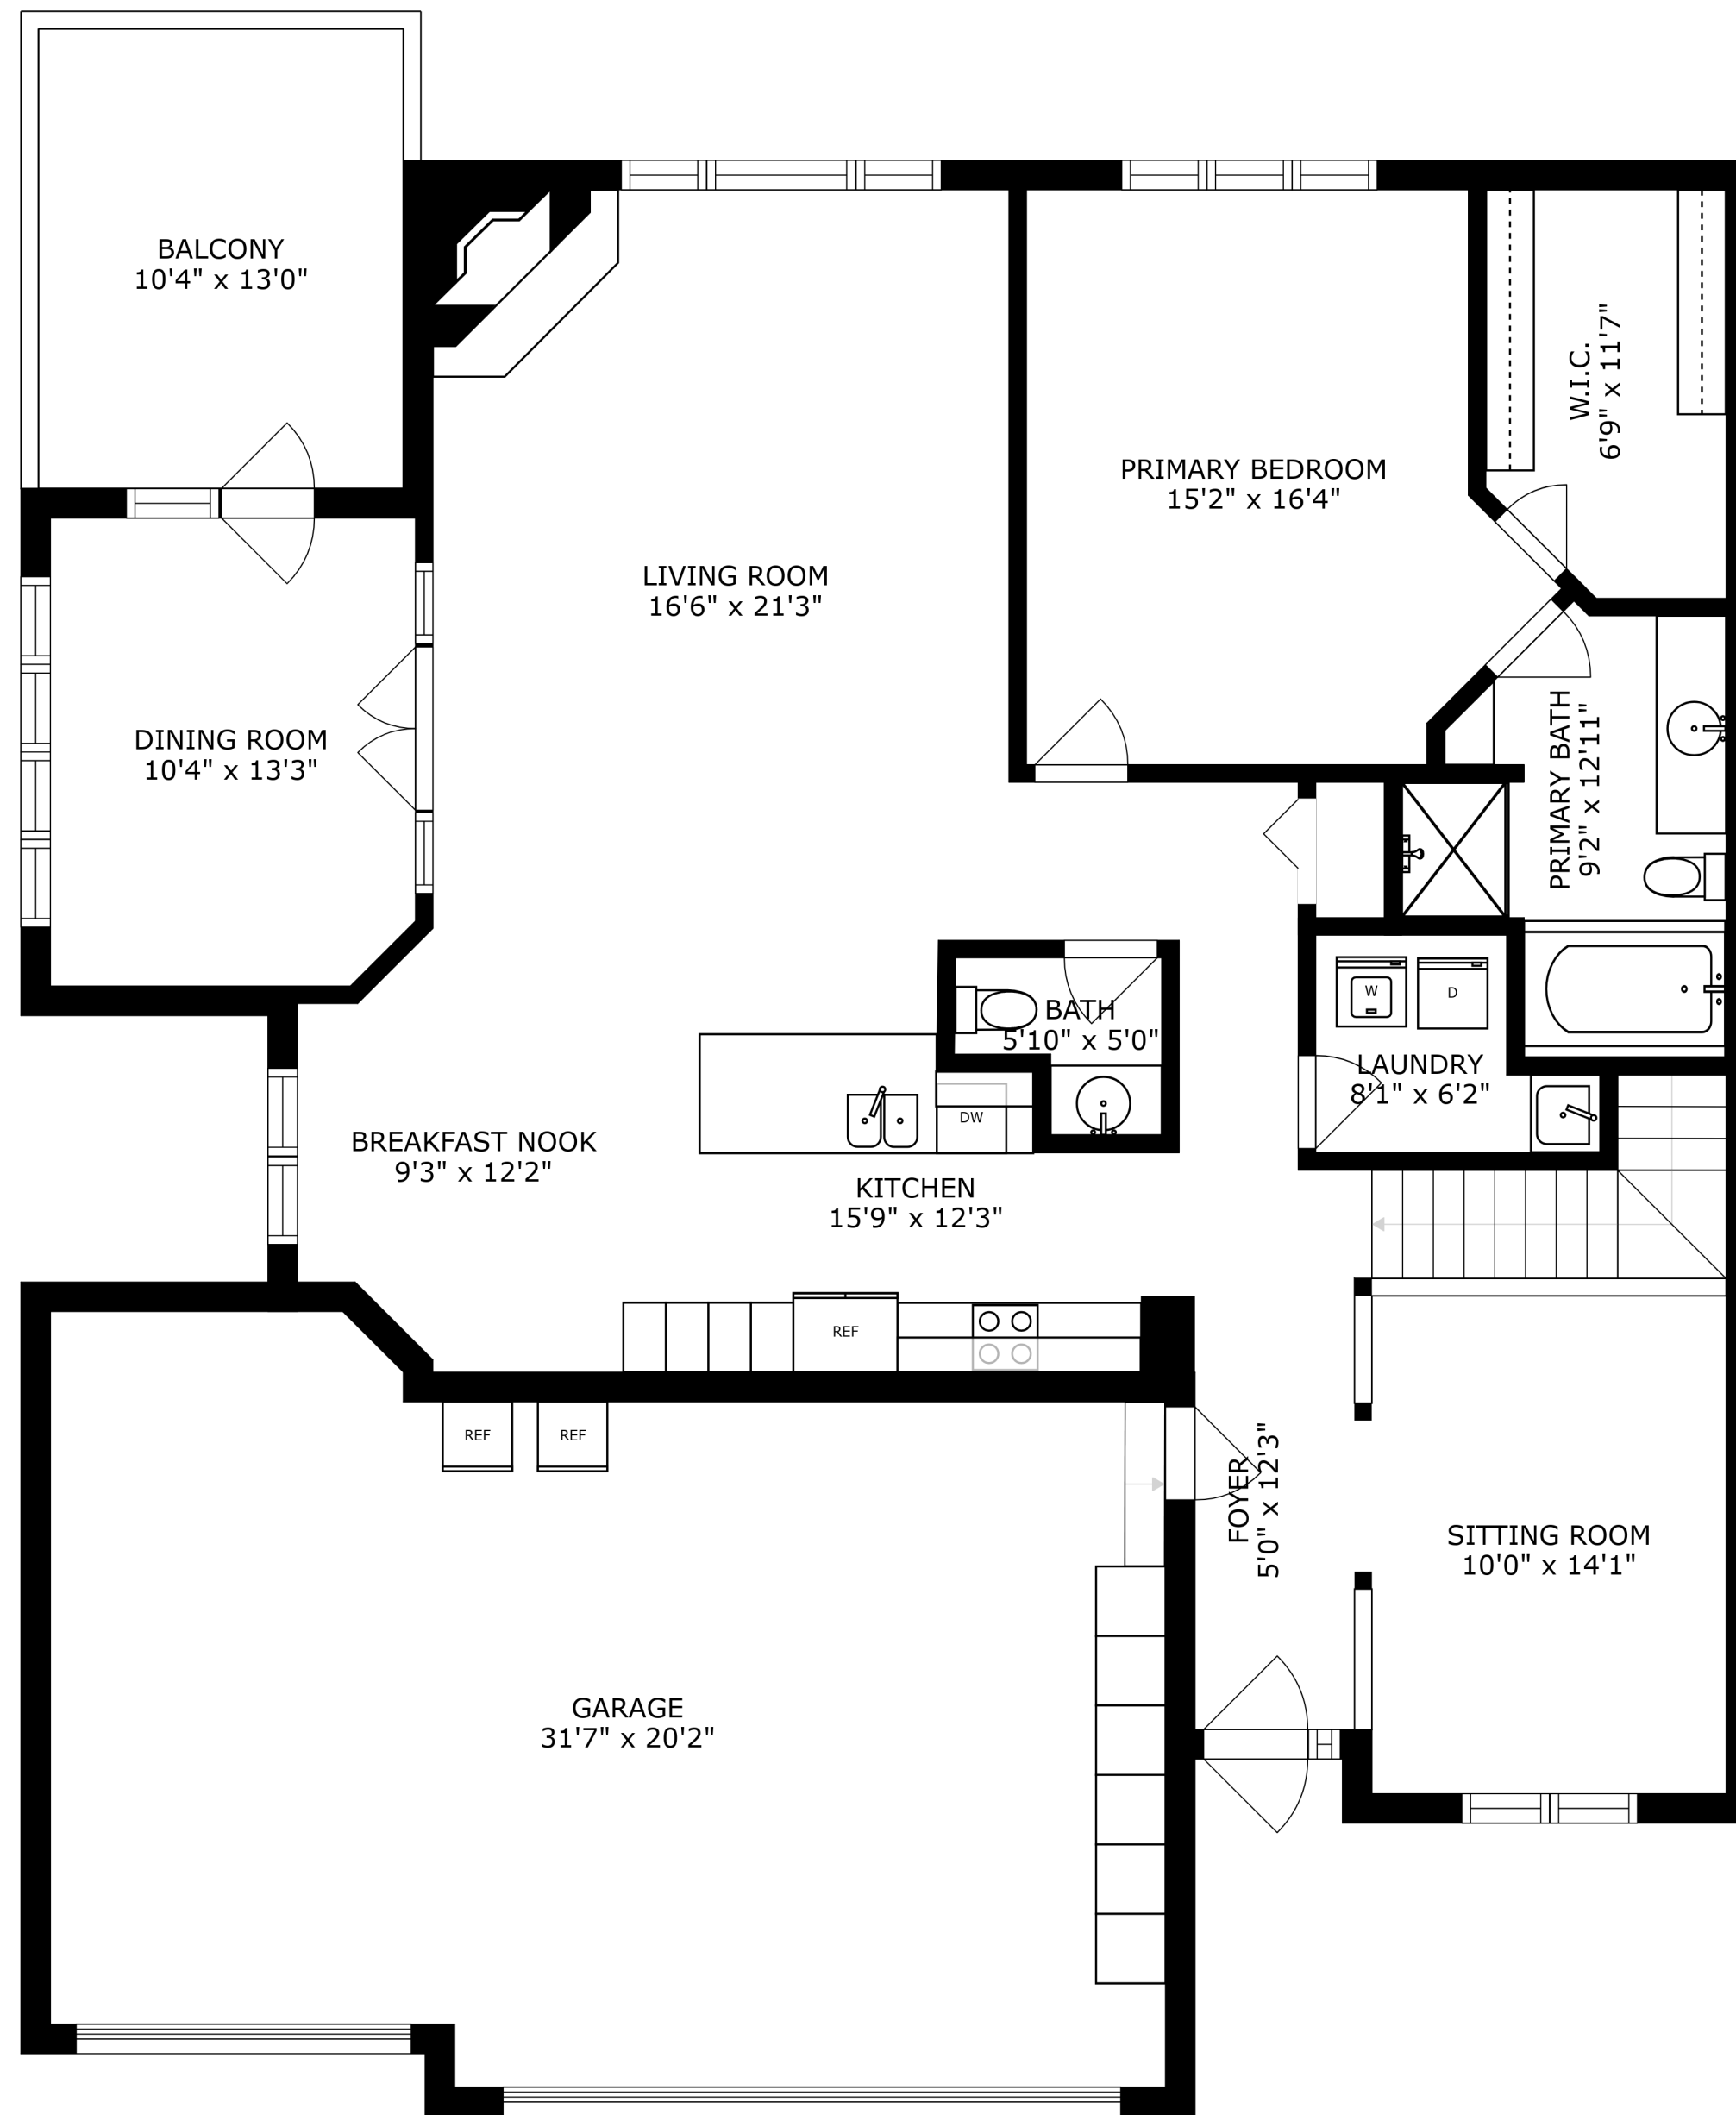 BALCONY
10'4" x 13'0"
W.I.C.
6'9" x 11'7"
PRIMARY BEDROOM
15'2" x 16'4"
LIVING ROOM
16'6" x 21'3"
DINING ROOM
10'4" x 13'3"
PRIMARY BATH
9'2" x 12'11"
BATH
5'10" x 5'0"
W
D
LAUNDRY
8'1" x 6'2"
DW
BREAKFAST NOOK
9'3" x 12'2"
KITCHEN
15'9" x 12'3"
REF
REF
REF
FOYER
5'0" x 12'3"
SITTING ROOM
10'0" x 14'1"
GARAGE
31'7" x 20'2"